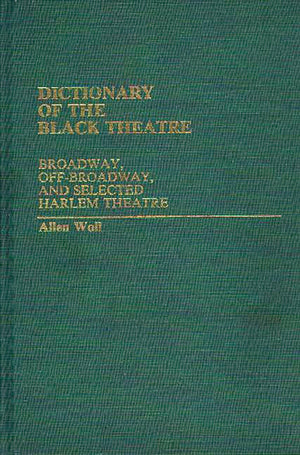 DICTIONARY
OF THE
BLACK THEATRE
BROADWAY,
OFF-BROADWAY,
AND SELECTED
HARLEM THEATRE
Allen Woll